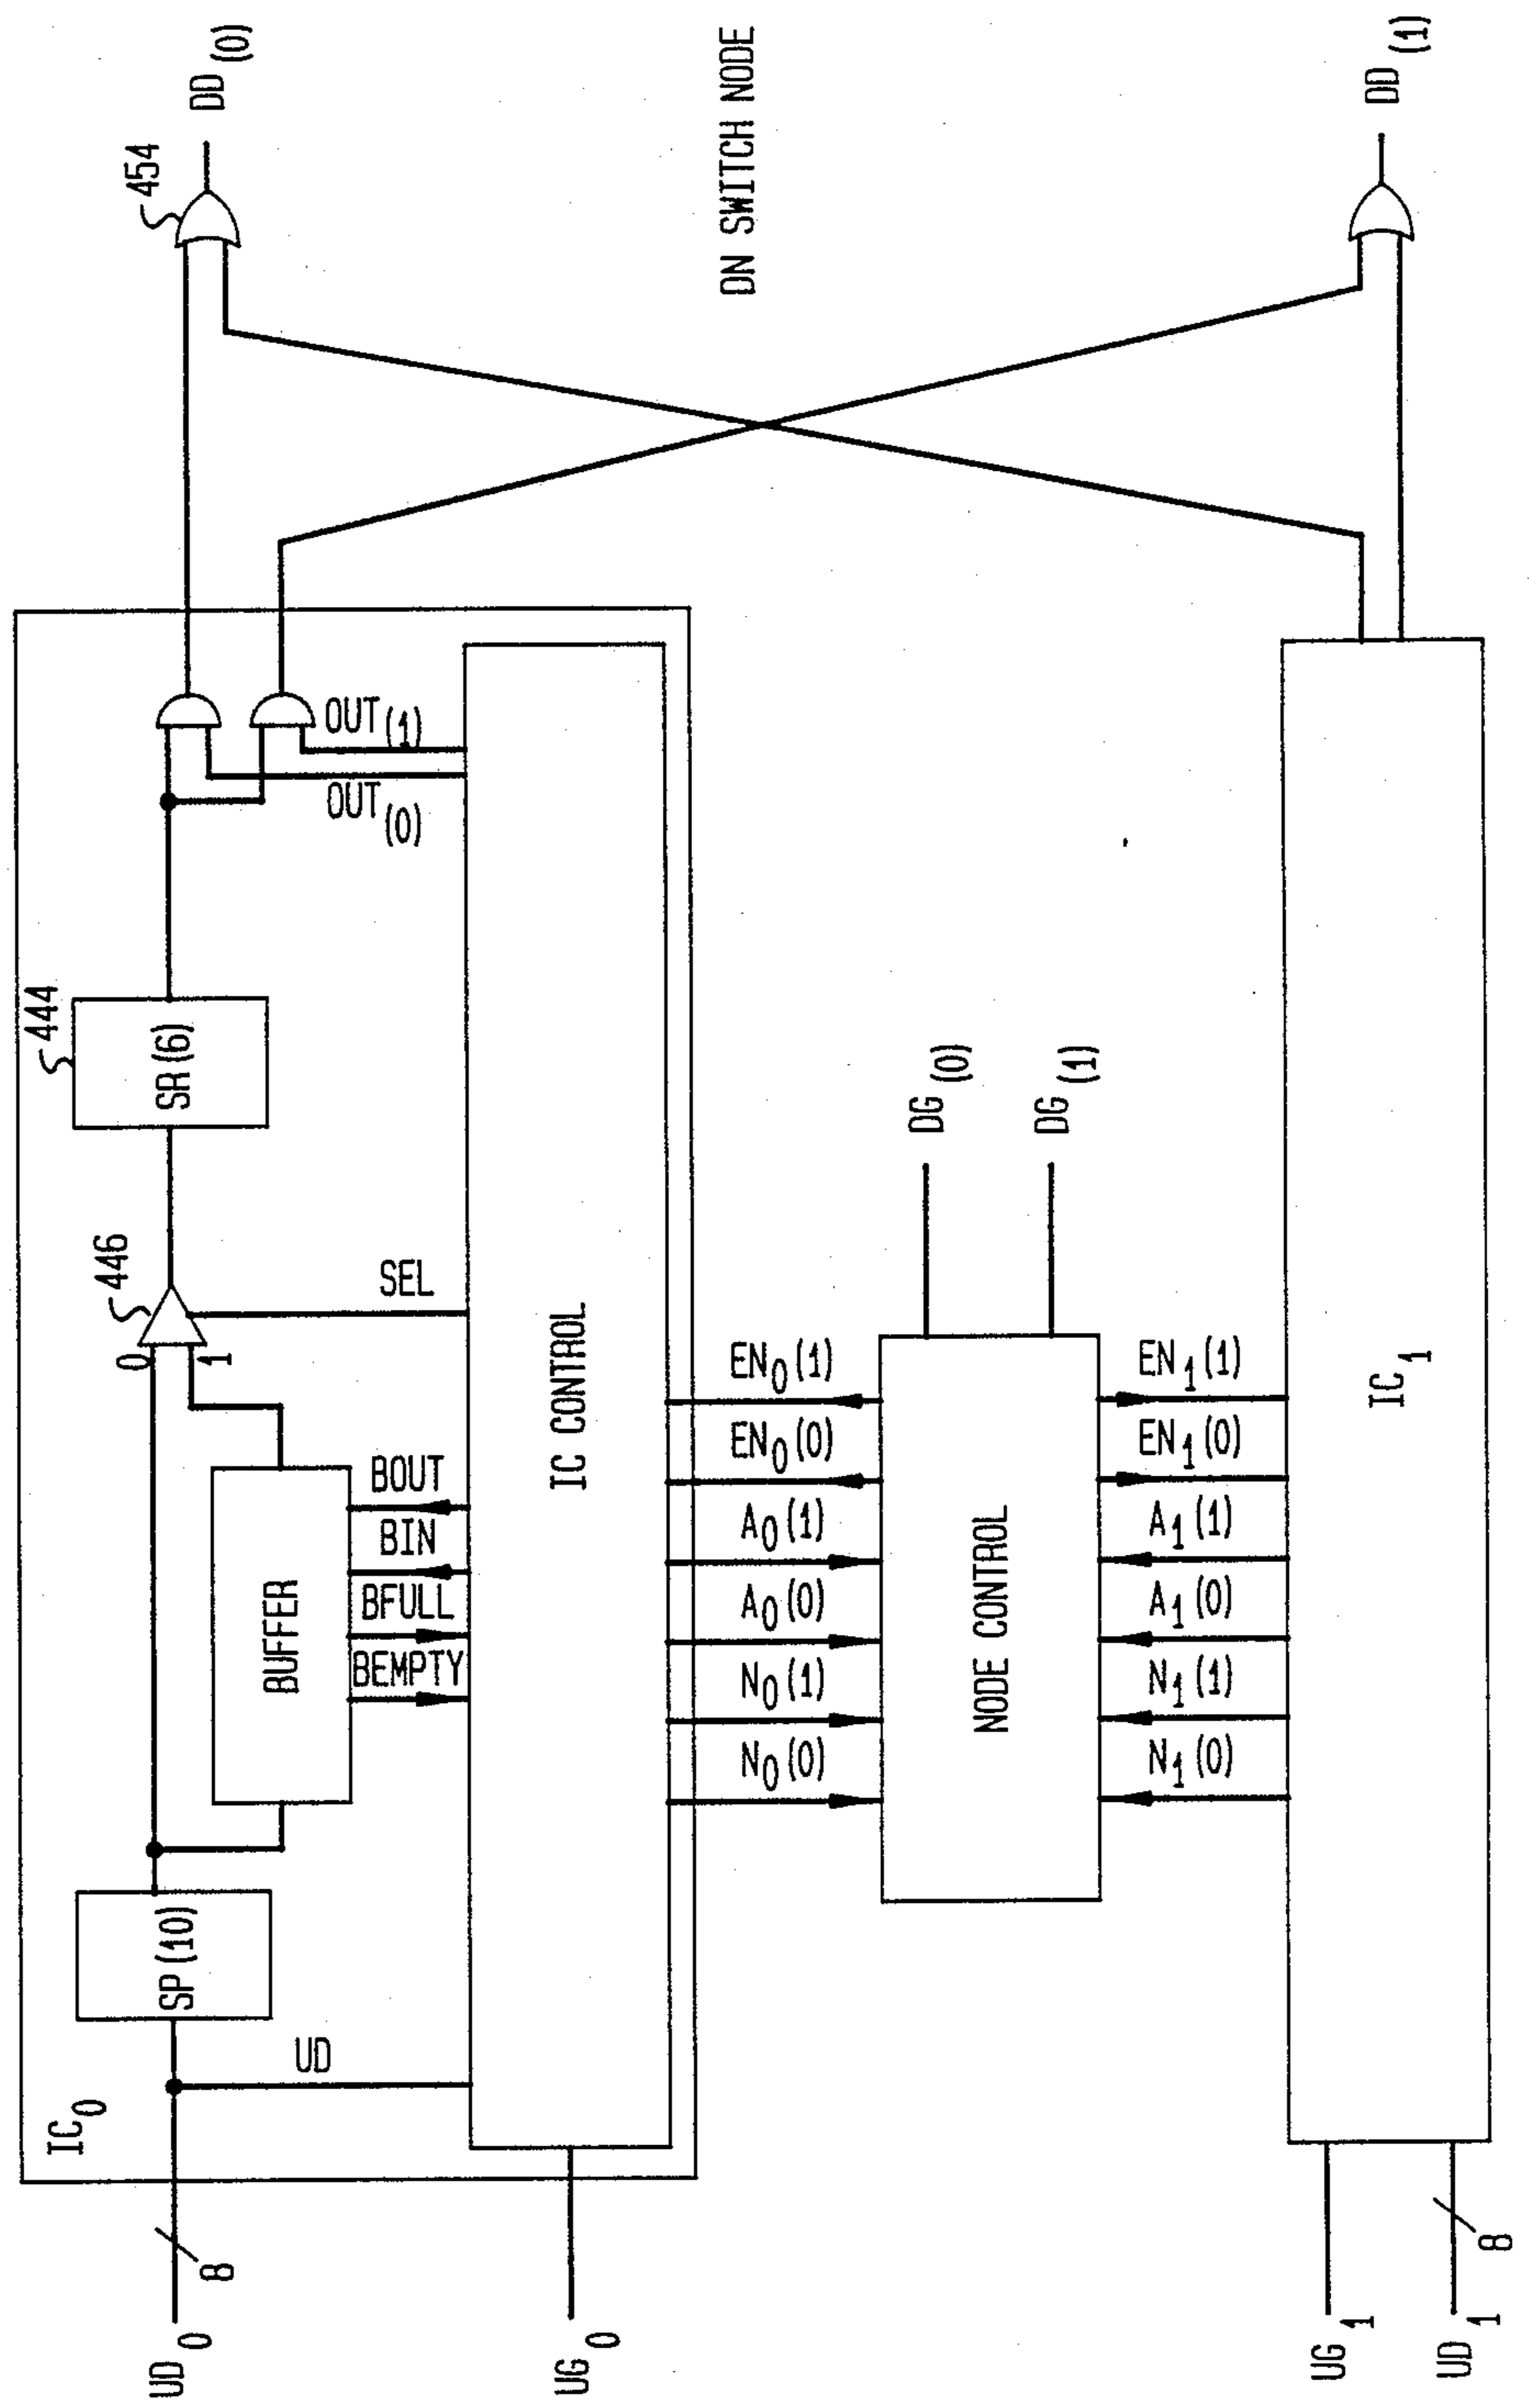 IC0
UD0
8
UD
SP(10)
BUFFER
BEMPTY
BFULL
BIN
BOUT
0
1
446
SEL
SR(6)
444
OUT(0)
OUT(1)
454
DD(0)
UG0
IC CONTROL
N0(0)
N0(1)
A0(0)
A0(1)
EN0(0)
EN0(1)
NODE CONTROL
DG(0)
DG(1)
DN SWITCH NODE
N1(0)
N1(1)
A1(0)
A1(1)
EN1(0)
EN1(1)
UG1
UD1
8
IC1
DD(1)